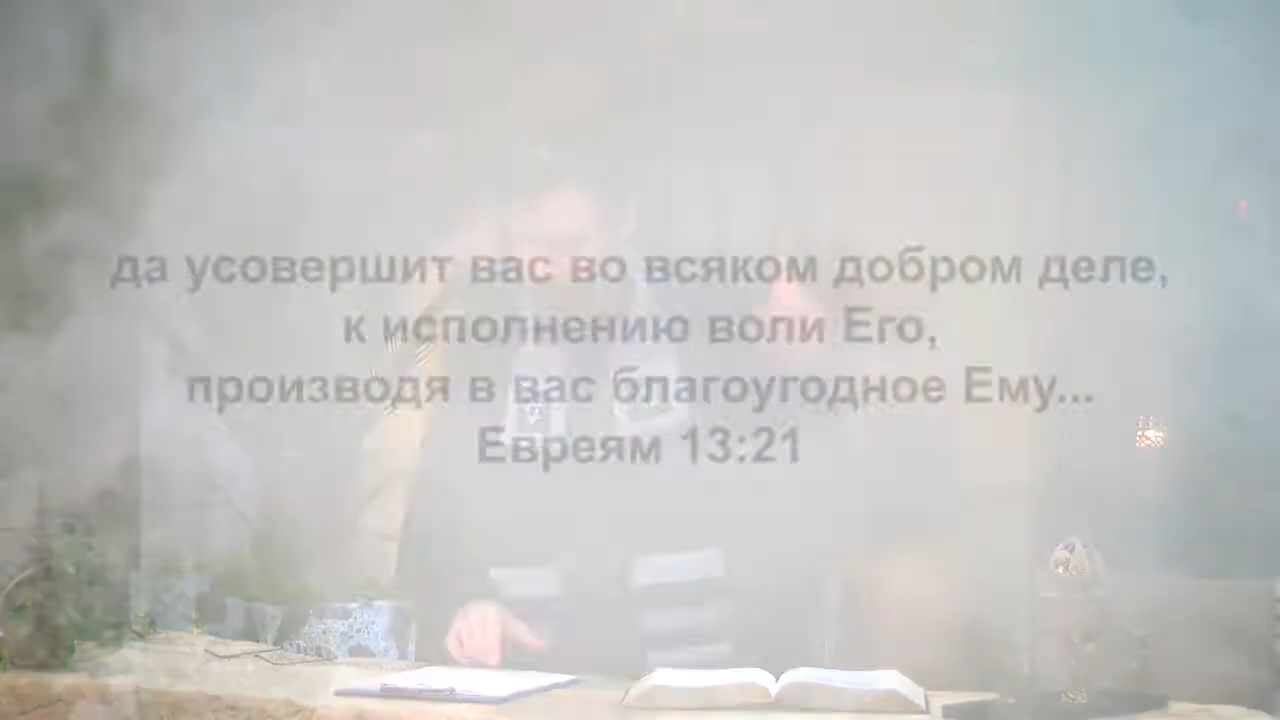 да усовершит вас во всяком добром деле,
к исполнению воли Его,
производя в вас благоугодное Ему...
Евреям 13:21